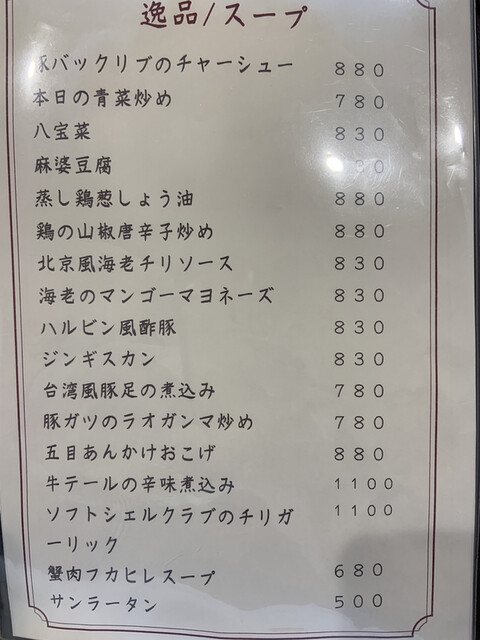 逸品/スープ
豚バックリブのチャーシュー 880
本日の青菜炒め 780
八宝菜 830
麻婆豆腐
蒸し鶏葱しょう油 880
鶏の山椒唐辛子炒め 880
北京風海老チリソース 830
海老のマンゴーマヨネーズ 830
ハルビン風酢豚 830
ジンギスカン 830
台湾風豚足の煮込み 780
豚ガツのラオガンマ炒め 780
五目あんかけおこげ 880
牛テールの辛味煮込み 1100
ソフトシェルクラブのチリガ 1100
ーリック
蟹肉フカヒレスープ 680
サンラータン 500